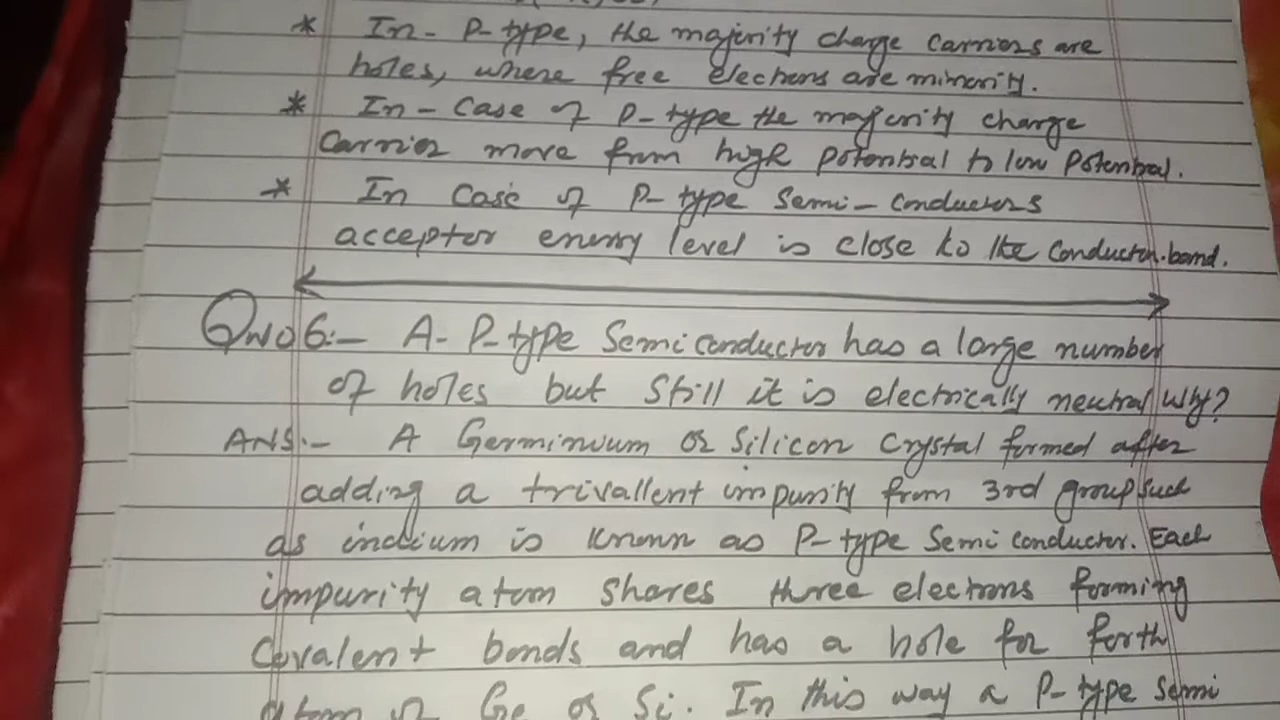 * In- P-type, the majority charge carriers are
holes, where free electrons are minority.
* In- Case of P-type the majority charge
Carrier move from high potential to low potential.
* In Case of P-type Semi-Conductors
acceptor energy level is close to the Conductor.band.
QNO6:- A- P-type Semiconductor has a large number
of holes but still it is electrically neutral why?
ANS:- A Germinuum or Silicon Crystal formed after
adding a trivallent impurity from 3rd group such
as indium is known as P-type Semiconductor. Each
impurity atom shares three electrons forming
Covalent bonds and has a hole for forth
atom of Ge or Si. In this way a P-type Semi